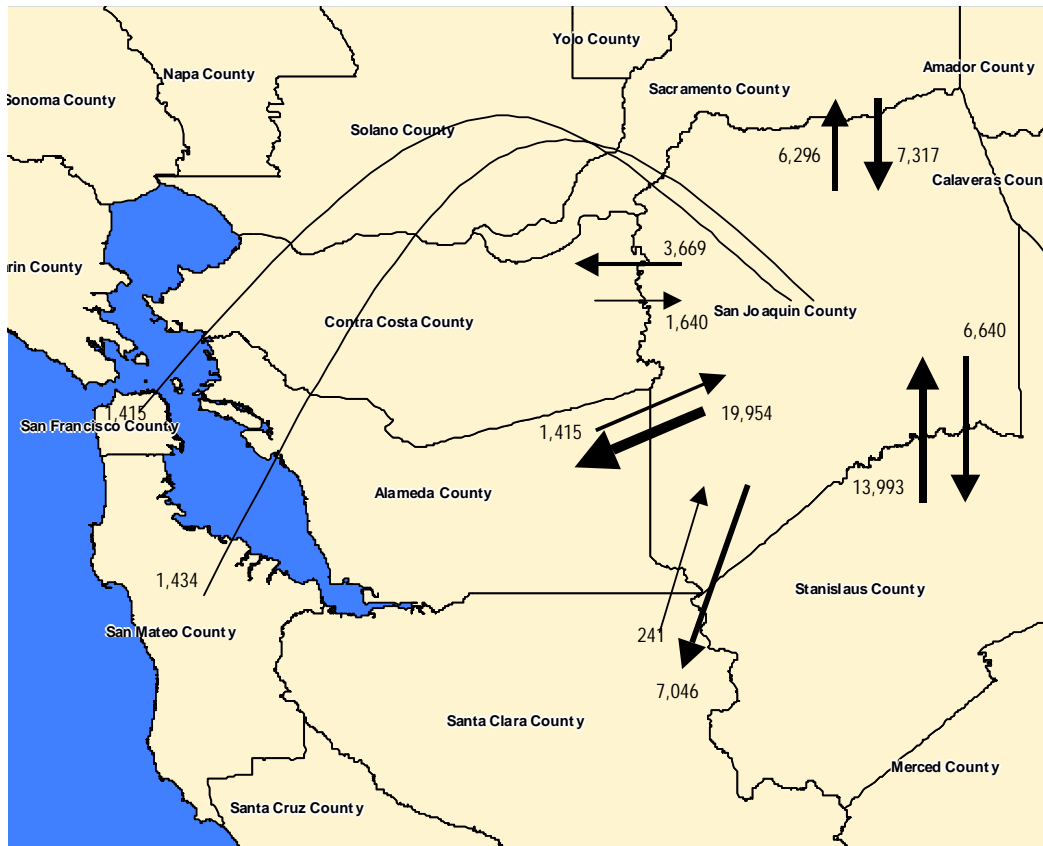 Yolo County
Napa County
Amador County
Sacramento County
Sonoma County
Solano County
6,296
7,317
Calaveras Coun
3,669
rin County
San Joaquin County
1,640
Contra Costa County
6,640
1,415
19,954
San Francisco County
1,415
13,993
Alameda County
1,434
Stanislaus County
San Mateo County
241
7,046
Santa Clara County
Merced County
Santa Cruz County